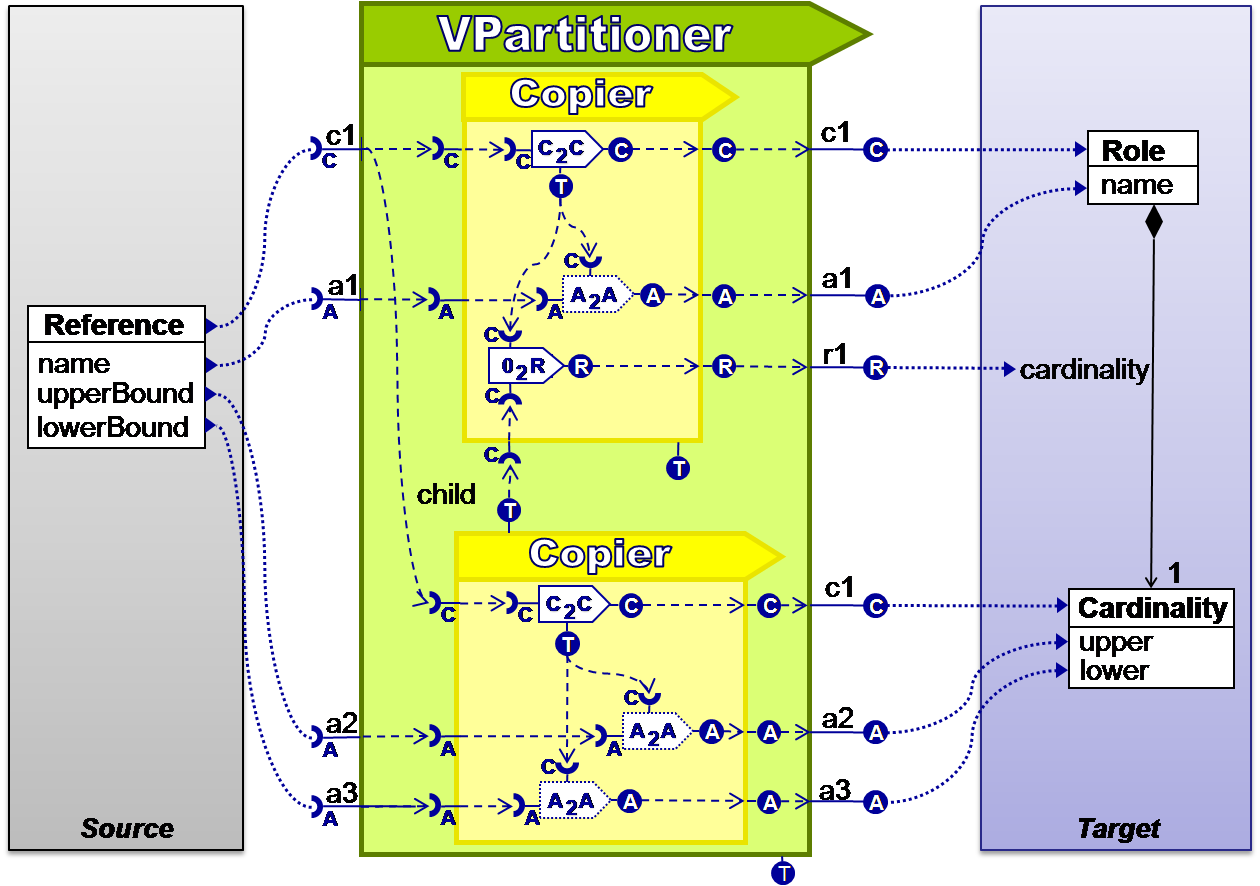 VPartitioner
Copier
c1
C
C
C
C₂C
C
C
c1
C
Role
name
T
a1
A
A
C
A
A₂A
A
A
a1
A
Reference
name
upperBound
lowerBound
C
0₂R
R
R
r1
R
cardinality
C
C
T
child
T
Copier
1
C
C
C₂C
C
C
c1
C
Cardinality
upper
lower
T
C
a2
A
A
A
A₂A
A
A
a2
A
C
a3
A
A
A
A₂A
A
A
a3
A
Source
Target
T